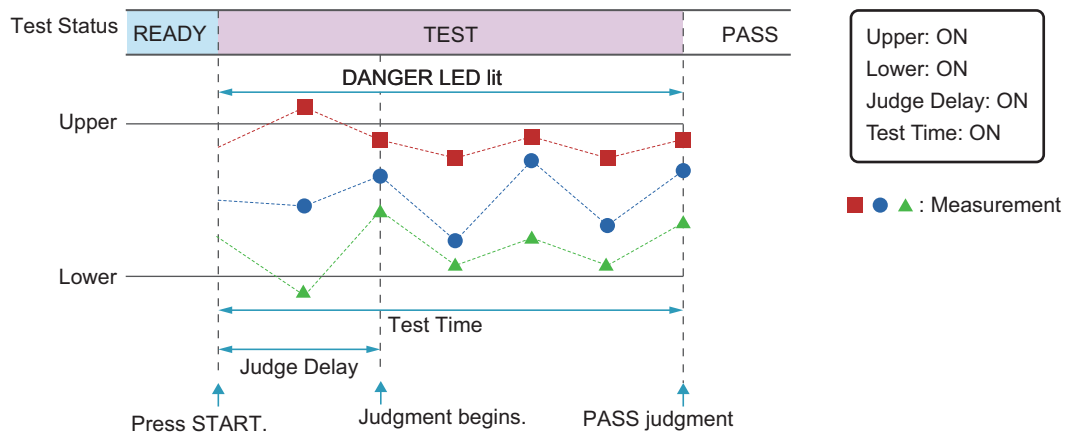 Test Status
READY
TEST
PASS
DANGER LED lit
Upper
Lower
Test Time
Judge Delay
Press START.
Judgment begins.
PASS judgment
Upper: ON
Lower: ON
Judge Delay: ON
Test Time: ON
: Measurement